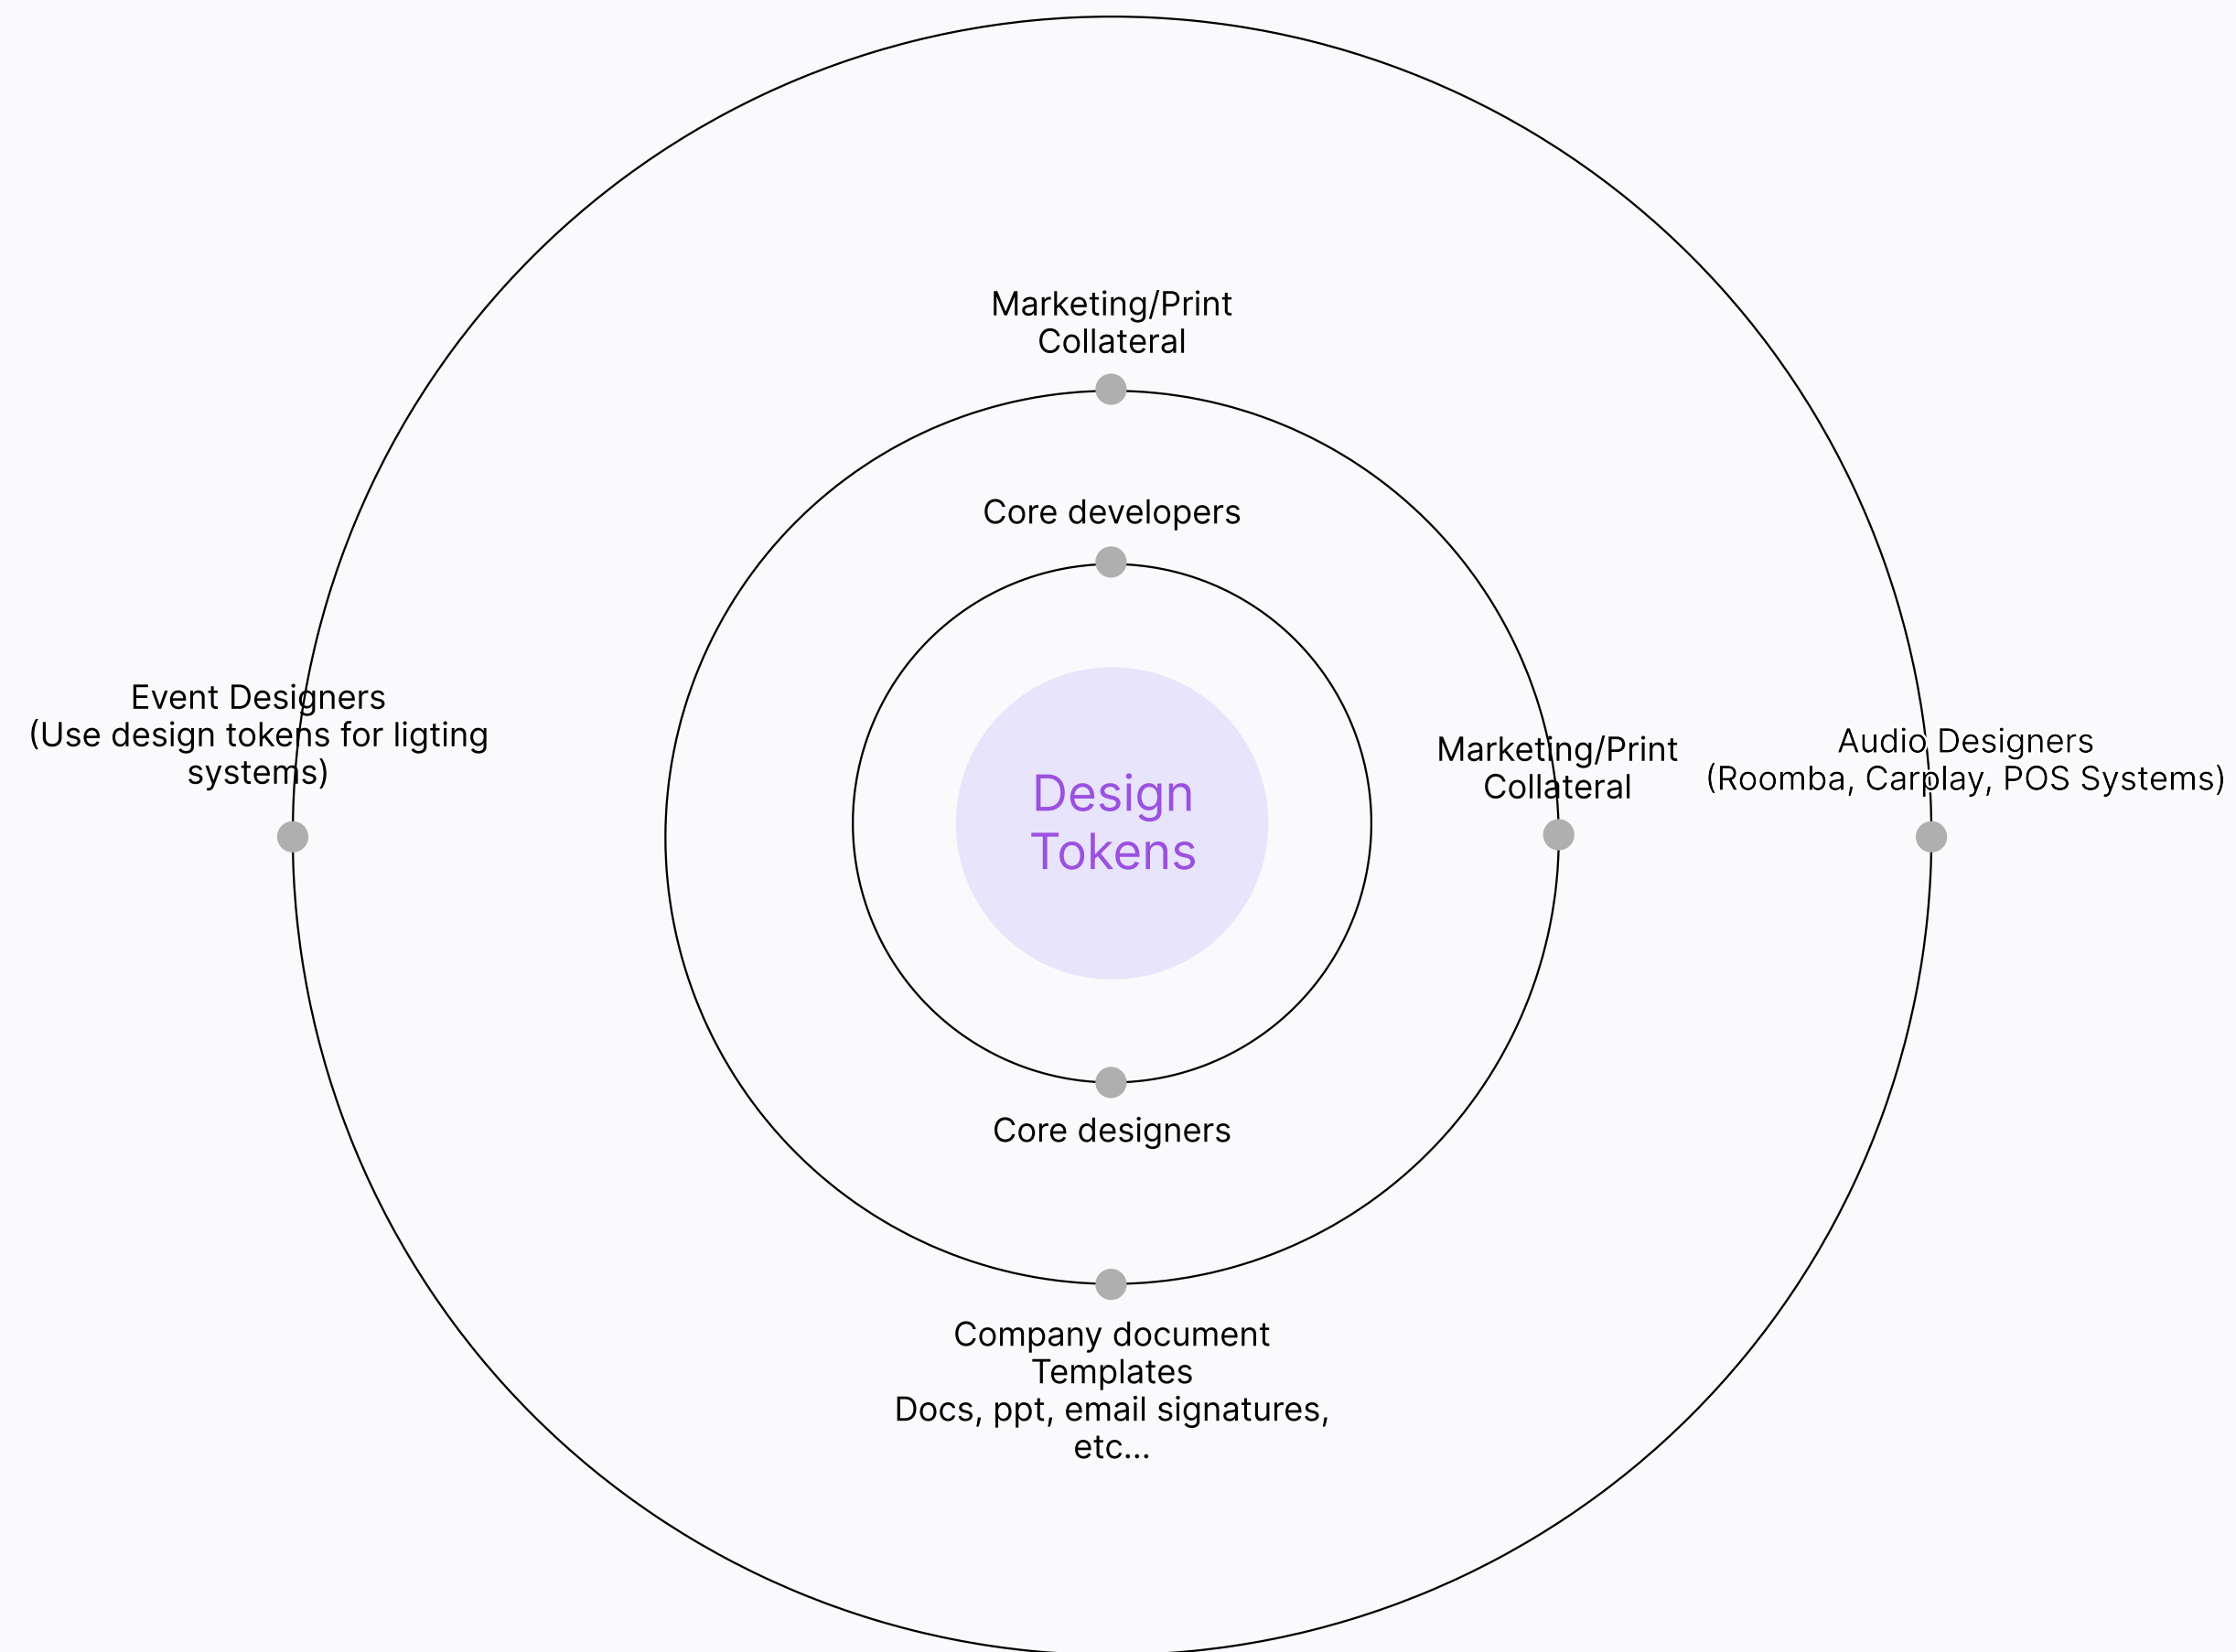 Marketing/Print
Collateral
Core developers
Event Designers
(Use design tokens for ligting
systems)
Design
Tokens
Marketing/Print
Collateral
Audio Designers
(Roomba, Carplay, POS Systems)
Core designers
Company document
Templates
Docs, ppt, email signatures,
etc...